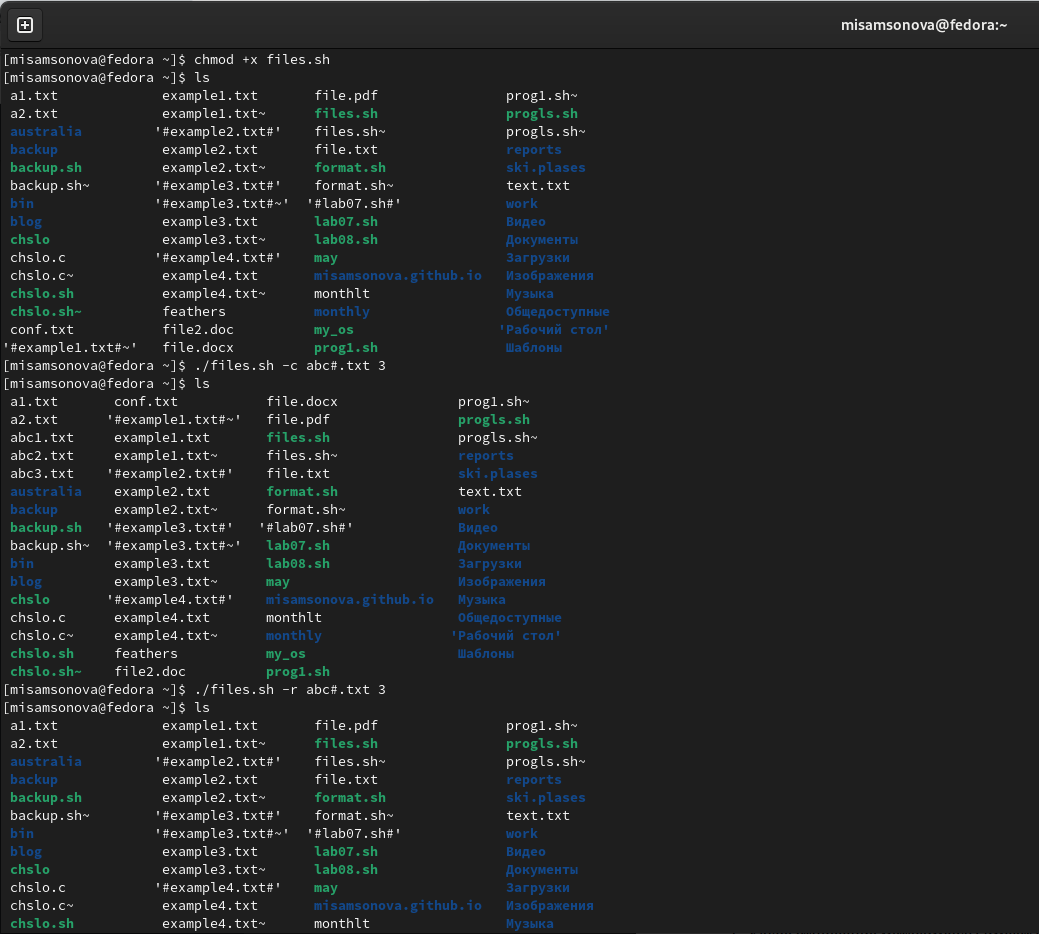 misamsonova@fedora:~
[misamsonova@fedora ~]$ chmod +x files.sh
[misamsonova@fedora ~]$ ls
a1.txt example1.txt file.pdf prog1.sh~
a2.txt example1.txt~ files.sh progls.sh
australia '#example2.txt#' files.sh~ progls.sh~
backup example2.txt file.txt reports
backup.sh example2.txt~ format.sh ski.plases
backup.sh~ '#example3.txt#' format.sh~ text.txt
bin '#example3.txt#~' '#lab07.sh#' work
blog example3.txt lab07.sh Видео
chslo example3.txt~ lab08.sh Документы
chslo.c '#example4.txt#' may Загрузки
chslo.c~ example4.txt misamsonova.github.io Изображения
chslo.sh example4.txt~ monthlt Музыка
chslo.sh~ feathers monthly Общедоступные
conf.txt file2.doc my_os 'Рабочий стол'
'#example1.txt#~' file.docx prog1.sh Шаблоны
[misamsonova@fedora ~]$ ./files.sh -c abc#.txt 3
[misamsonova@fedora ~]$ ls
a1.txt conf.txt file.docx prog1.sh~
a2.txt '#example1.txt#~' file.pdf progls.sh
abc1.txt example1.txt files.sh progls.sh~
abc2.txt example1.txt~ files.sh~ reports
abc3.txt '#example2.txt#' file.txt ski.plases
australia example2.txt format.sh text.txt
backup example2.txt~ format.sh~ work
backup.sh '#example3.txt#' '#lab07.sh#' Видео
backup.sh~ '#example3.txt#~' lab07.sh Документы
bin example3.txt lab08.sh Загрузки
blog example3.txt~ may Изображения
chslo '#example4.txt#' misamsonova.github.io Музыка
chslo.c example4.txt monthlt Общедоступные
chslo.c~ example4.txt~ monthly 'Рабочий стол'
chslo.sh feathers my_os Шаблоны
chslo.sh~ file2.doc prog1.sh
[misamsonova@fedora ~]$ ./files.sh -r abc#.txt 3
[misamsonova@fedora ~]$ ls
a1.txt example1.txt file.pdf prog1.sh~
a2.txt example1.txt~ files.sh progls.sh
australia '#example2.txt#' files.sh~ progls.sh~
backup example2.txt file.txt reports
backup.sh example2.txt~ format.sh ski.plases
backup.sh~ '#example3.txt#' format.sh~ text.txt
bin '#example3.txt#~' '#lab07.sh#' work
blog example3.txt lab07.sh Видео
chslo example3.txt~ lab08.sh Документы
chslo.c '#example4.txt#' may Загрузки
chslo.c~ example4.txt misamsonova.github.io Изображения
chslo.sh example4.txt~ monthlt Музыка